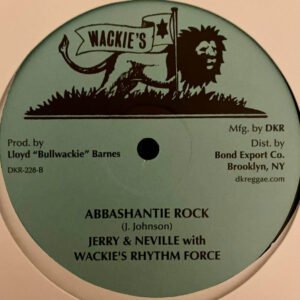 WACKIE'S
Prod. by
Lloyd "Bullwackie" Barnes
DKR-228-B
Mfg. by DKR
Dist. by
Bond Export Co.
Brooklyn, NY
dkreggae.com
ABBASHANTIE ROCK
(J. Johnson)
JERRY & NEVILLE with
WACKIE'S RHYTHM FORCE